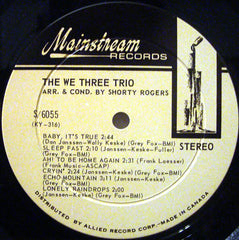 Mainstream
RECORDS
THE WE THREE TRIO
ARR. & COND. BY SHORTY ROGERS
S/6055
(KY-316)
STEREO
BABY, IT'S TRUE 2:44
(Dan Janssen-Wally Keske) (Grey Fox-BMI)
SLEEP FAST 2:10 (Janssen-Keske-Fuller)
(Grey Fox-BMI)
AH! TO BE HOME AGAIN 2:31 (Frank Loesser)
(Frank Music-ASCAP)
CRYIN' 2:24 (Janssen-Keske) (Grey Fox-BMI)
ECHO MOUNTAIN 3:11 (Janssen-Keske)
(Grey Fox-BMI)
LONELY RAINDROPS 2:00
(Janssen-Keske) (Grey Fox-BMI)
MFD. BY ALLIED RECORD CORP.-MADE IN CANADA